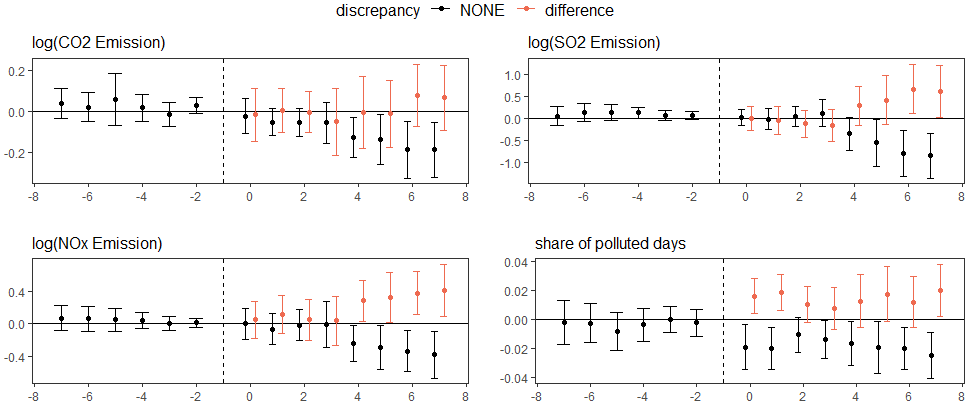 discrepancy NONE difference
log(CO2 Emission)
0.2
0.0
-0.2
-8 -6 -4 -2 0 2 4 6 8
log(SO2 Emission)
1.0
0.5
0.0
-0.5
-1.0
-8 -6 -4 -2 0 2 4 6 8
log(NOx Emission)
0.4
0.0
-0.4
-8 -6 -4 -2 0 2 4 6 8
share of polluted days
0.04
0.02
0.00
-0.02
-0.04
-8 -6 -4 -2 0 2 4 6 8